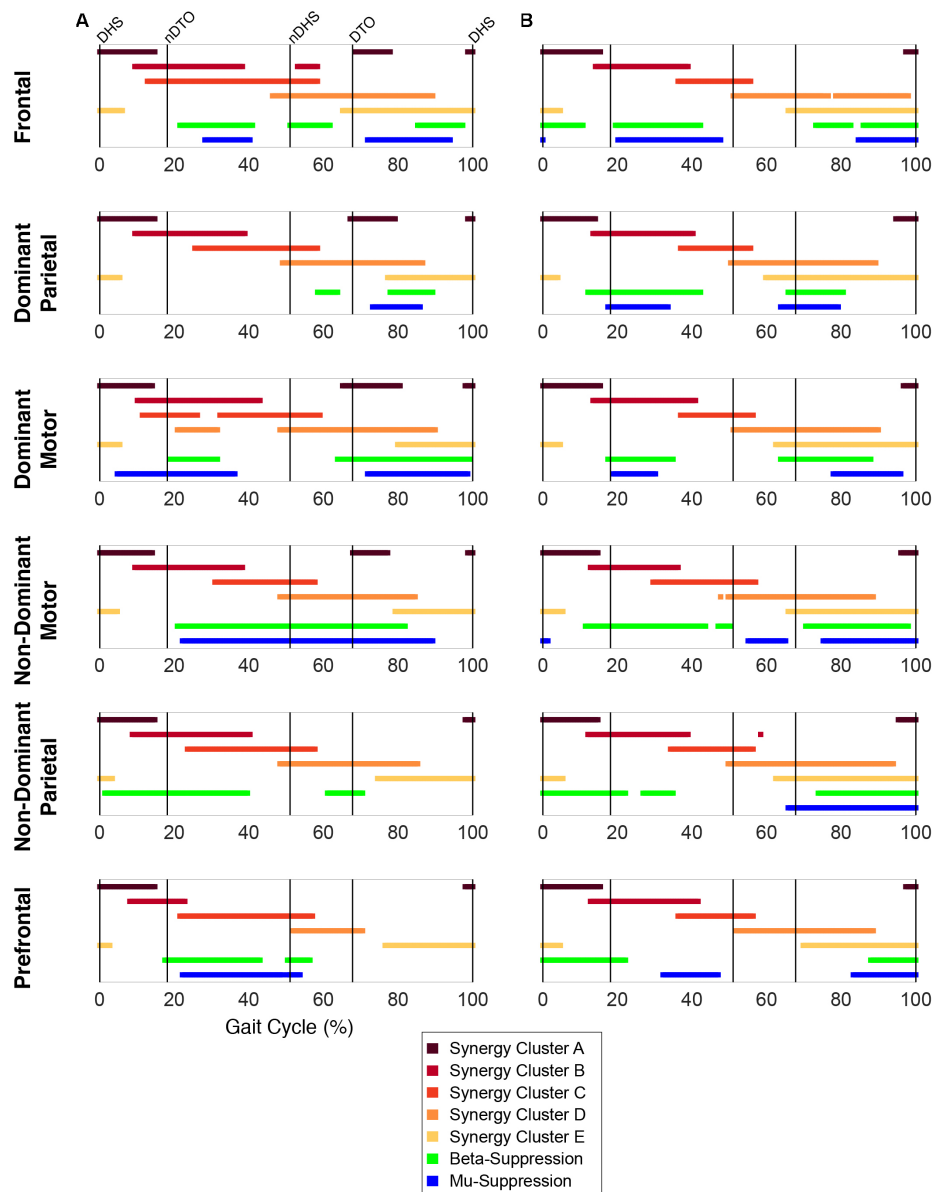 A
B
DHS
nDTO
nDHS
DTO
DHS
Frontal
0 20 40 60 80 100
0 20 40 60 80 100
Dominant
Parietal
0 20 40 60 80 100
0 20 40 60 80 100
Dominant
Motor
0 20 40 60 80 100
0 20 40 60 80 100
Non-Dominant
Motor
0 20 40 60 80 100
0 20 40 60 80 100
Non-Dominant
Parietal
0 20 40 60 80 100
0 20 40 60 80 100
Prefrontal
0 20 40 60 80 100
0 20 40 60 80 100
Gait Cycle (%)
Synergy Cluster A
Synergy Cluster B
Synergy Cluster C
Synergy Cluster D
Synergy Cluster E
Beta-Suppression
Mu-Suppression